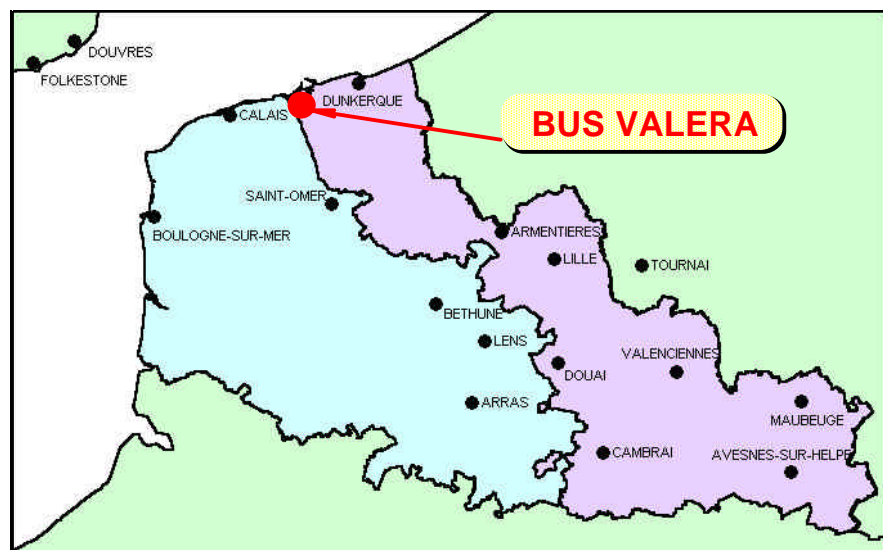 DOUVRES
FOLKESTONE
DUNKERQUE
CALAIS
BUS VALERA
SAINT-OMER
BOULOGNE-SUR-MER
ARMENTIERES
LILLE
TOURNAI
BETHUNE
LENS
VALENCIENNES
DOUAI
ARRAS
MAUBEUGE
CAMBRAI
AVESNES-SUR-HELPE